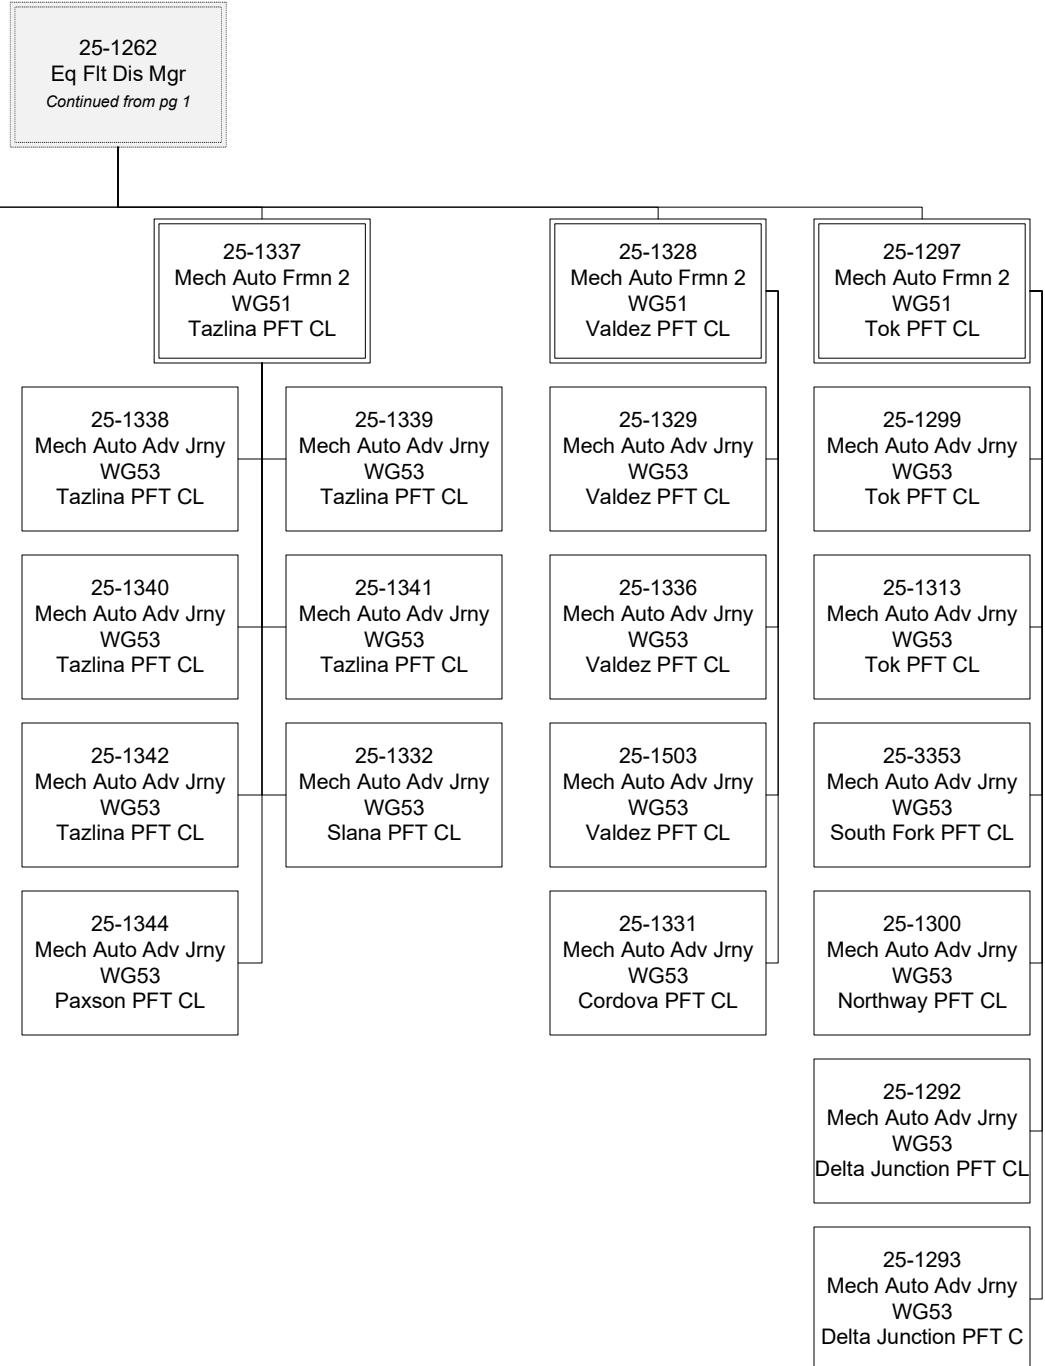 25-1262
Eq Flt Dis Mgr
Continued from pg 1
25-1337
Mech Auto Frmn 2
WG51
Tazlina PFT CL
25-1328
Mech Auto Frmn 2
WG51
Valdez PFT CL
25-1297
Mech Auto Frmn 2
WG51
Tok PFT CL
25-1338
Mech Auto Adv Jrny
WG53
Tazlina PFT CL
25-1339
Mech Auto Adv Jrny
WG53
Tazlina PFT CL
25-1329
Mech Auto Adv Jrny
WG53
Valdez PFT CL
25-1299
Mech Auto Adv Jrny
WG53
Tok PFT CL
25-1340
Mech Auto Adv Jrny
WG53
Tazlina PFT CL
25-1341
Mech Auto Adv Jrny
WG53
Tazlina PFT CL
25-1336
Mech Auto Adv Jrny
WG53
Valdez PFT CL
25-1313
Mech Auto Adv Jrny
WG53
Tok PFT CL
25-1342
Mech Auto Adv Jrny
WG53
Tazlina PFT CL
25-1332
Mech Auto Adv Jrny
WG53
Slana PFT CL
25-1503
Mech Auto Adv Jrny
WG53
Valdez PFT CL
25-3353
Mech Auto Adv Jrny
WG53
South Fork PFT CL
25-1344
Mech Auto Adv Jrny
WG53
Paxson PFT CL
25-1331
Mech Auto Adv Jrny
WG53
Cordova PFT CL
25-1300
Mech Auto Adv Jrny
WG53
Northway PFT CL
25-1292
Mech Auto Adv Jrny
WG53
Delta Junction PFT CL
25-1293
Mech Auto Adv Jrny
WG53
Delta Junction PFT C